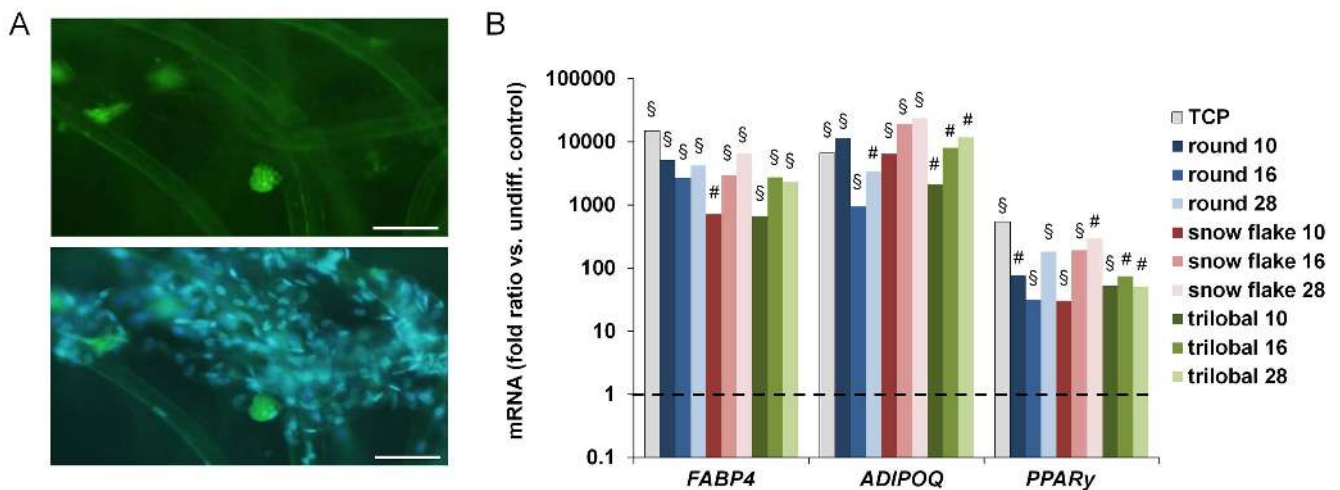 A
B
mRNA (fold ratio vs. undiff. control)
100000
10000
1000
100
10
1
0.1
§ § § § # § § § § §
§ § § # § § § # # #
§ # § § § § # § # #
FABP4 ADIPOQ PPARy
TCP
round 10
round 16
round 28
snow flake 10
snow flake 16
snow flake 28
trilobal 10
trilobal 16
trilobal 28